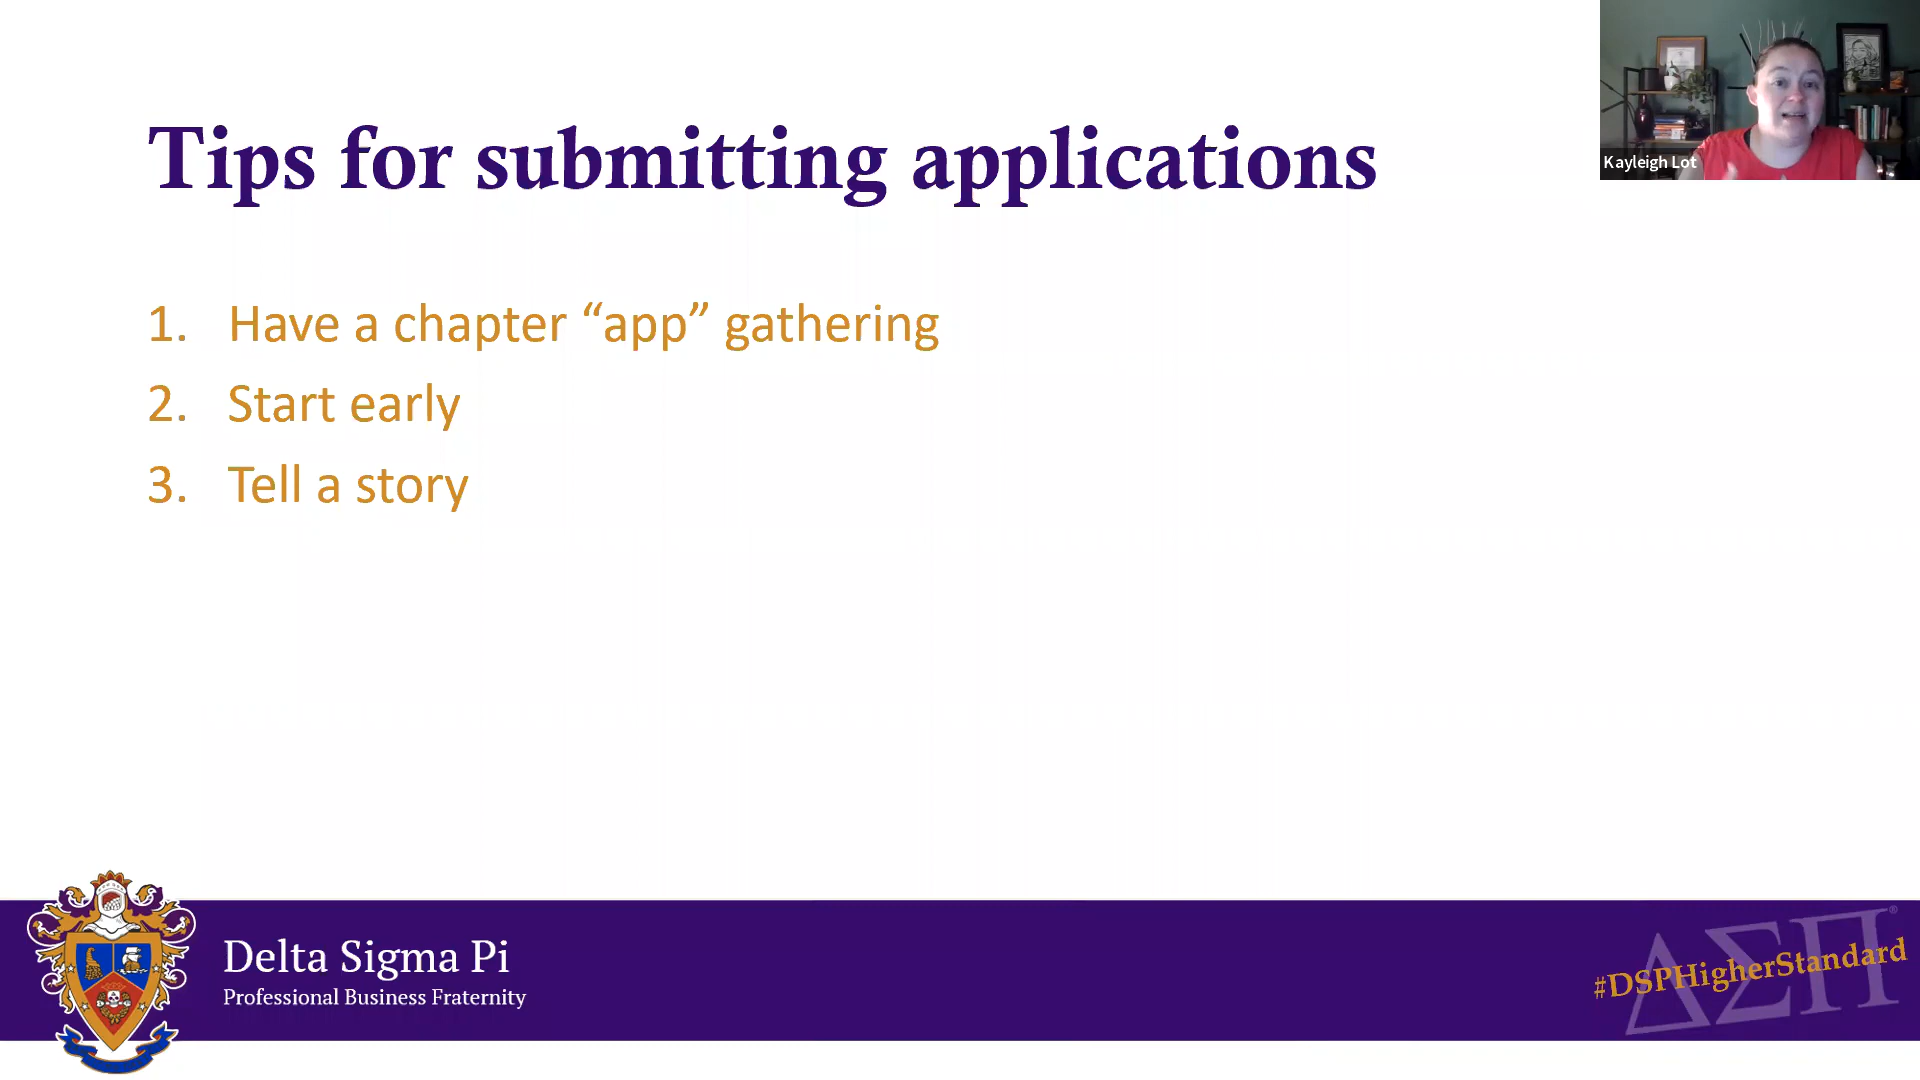 Tips for submitting applications
Kayleigh Lot
1. Have a chapter “app” gathering
2. Start early
3. Tell a story
Delta Sigma Pi
Professional Business Fraternity
ΔΣΠ®
#DSPHigherStandard